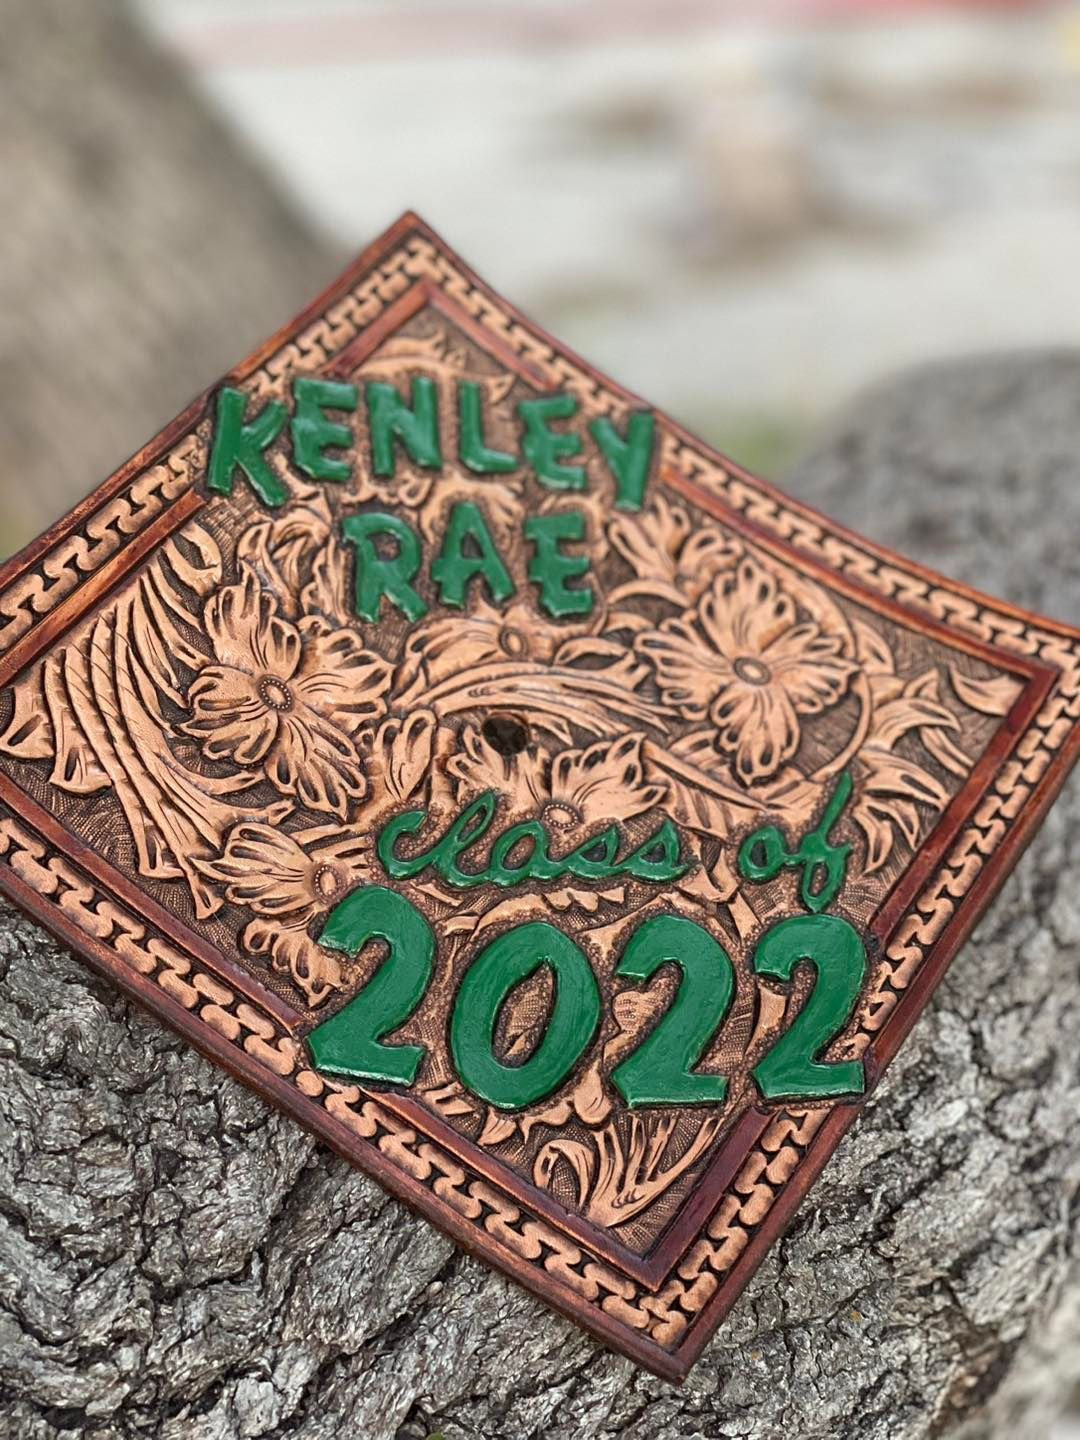 KENLEY
RAE
class of
2022